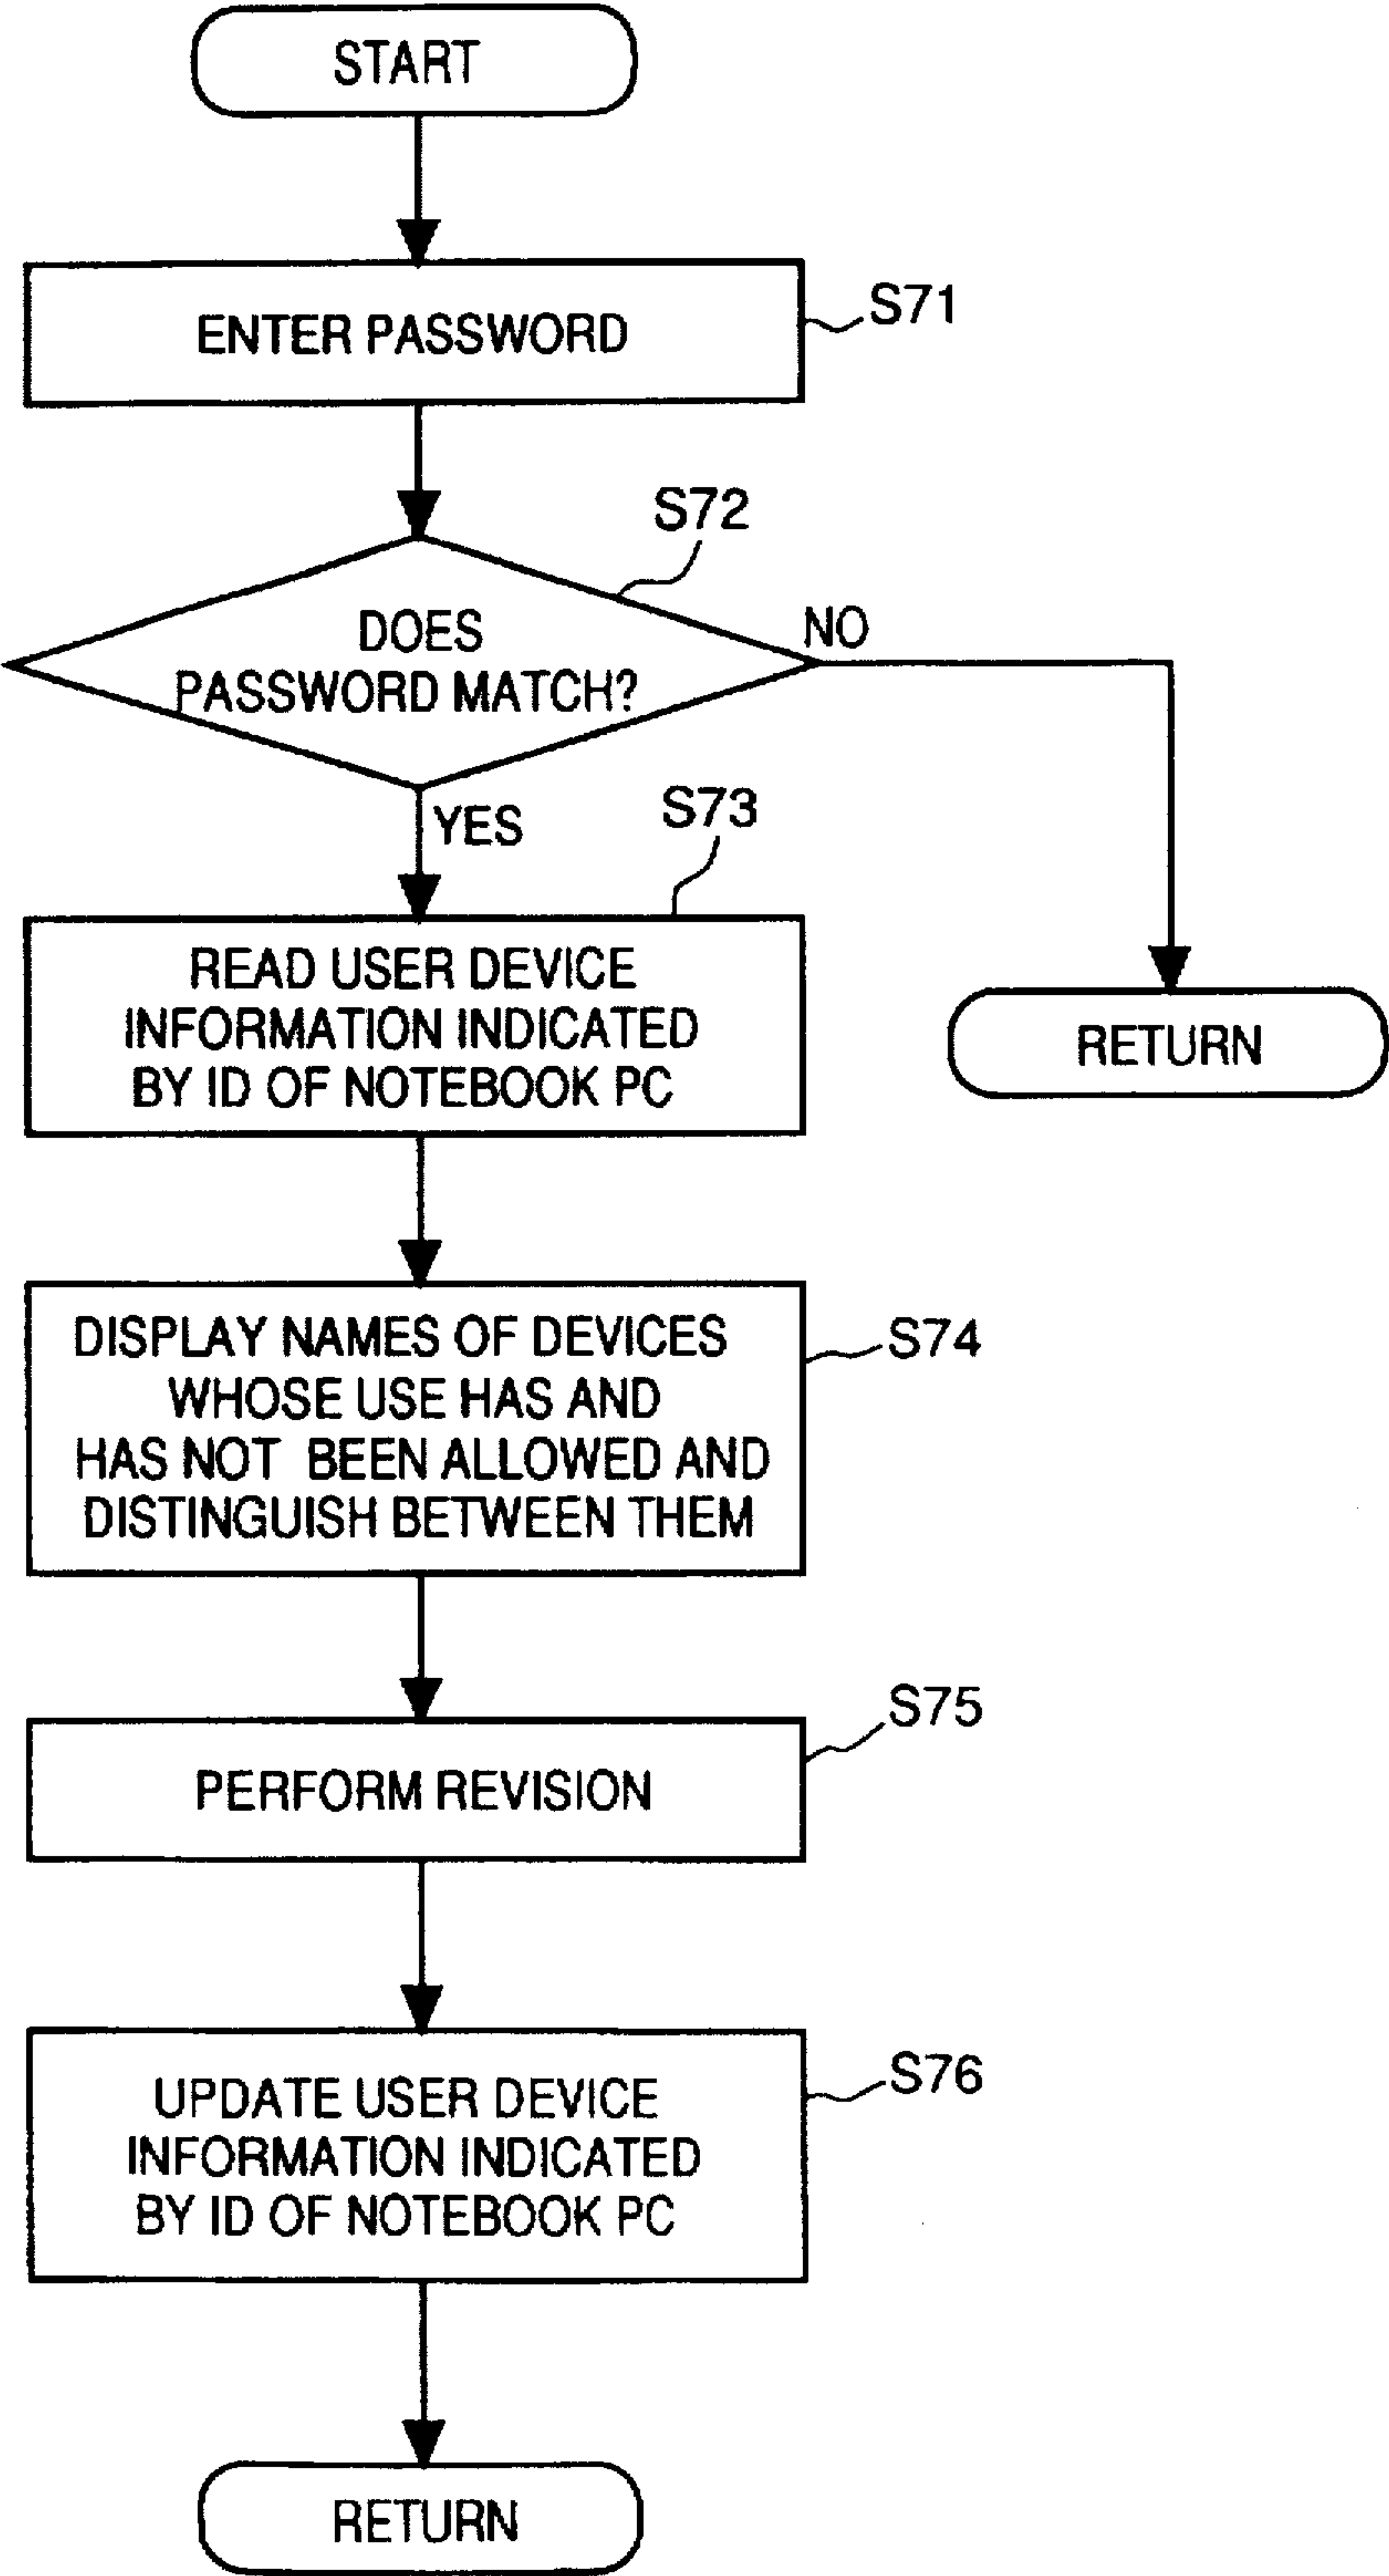 START
ENTER PASSWORD
S71
S72
DOES
PASSWORD MATCH?
NO
YES
S73
READ USER DEVICE
INFORMATION INDICATED
BY ID OF NOTEBOOK PC
RETURN
DISPLAY NAMES OF DEVICES
WHOSE USE HAS AND
HAS NOT BEEN ALLOWED AND
DISTINGUISH BETWEEN THEM
S74
S75
PERFORM REVISION
S76
UPDATE USER DEVICE
INFORMATION INDICATED
BY ID OF NOTEBOOK PC
RETURN